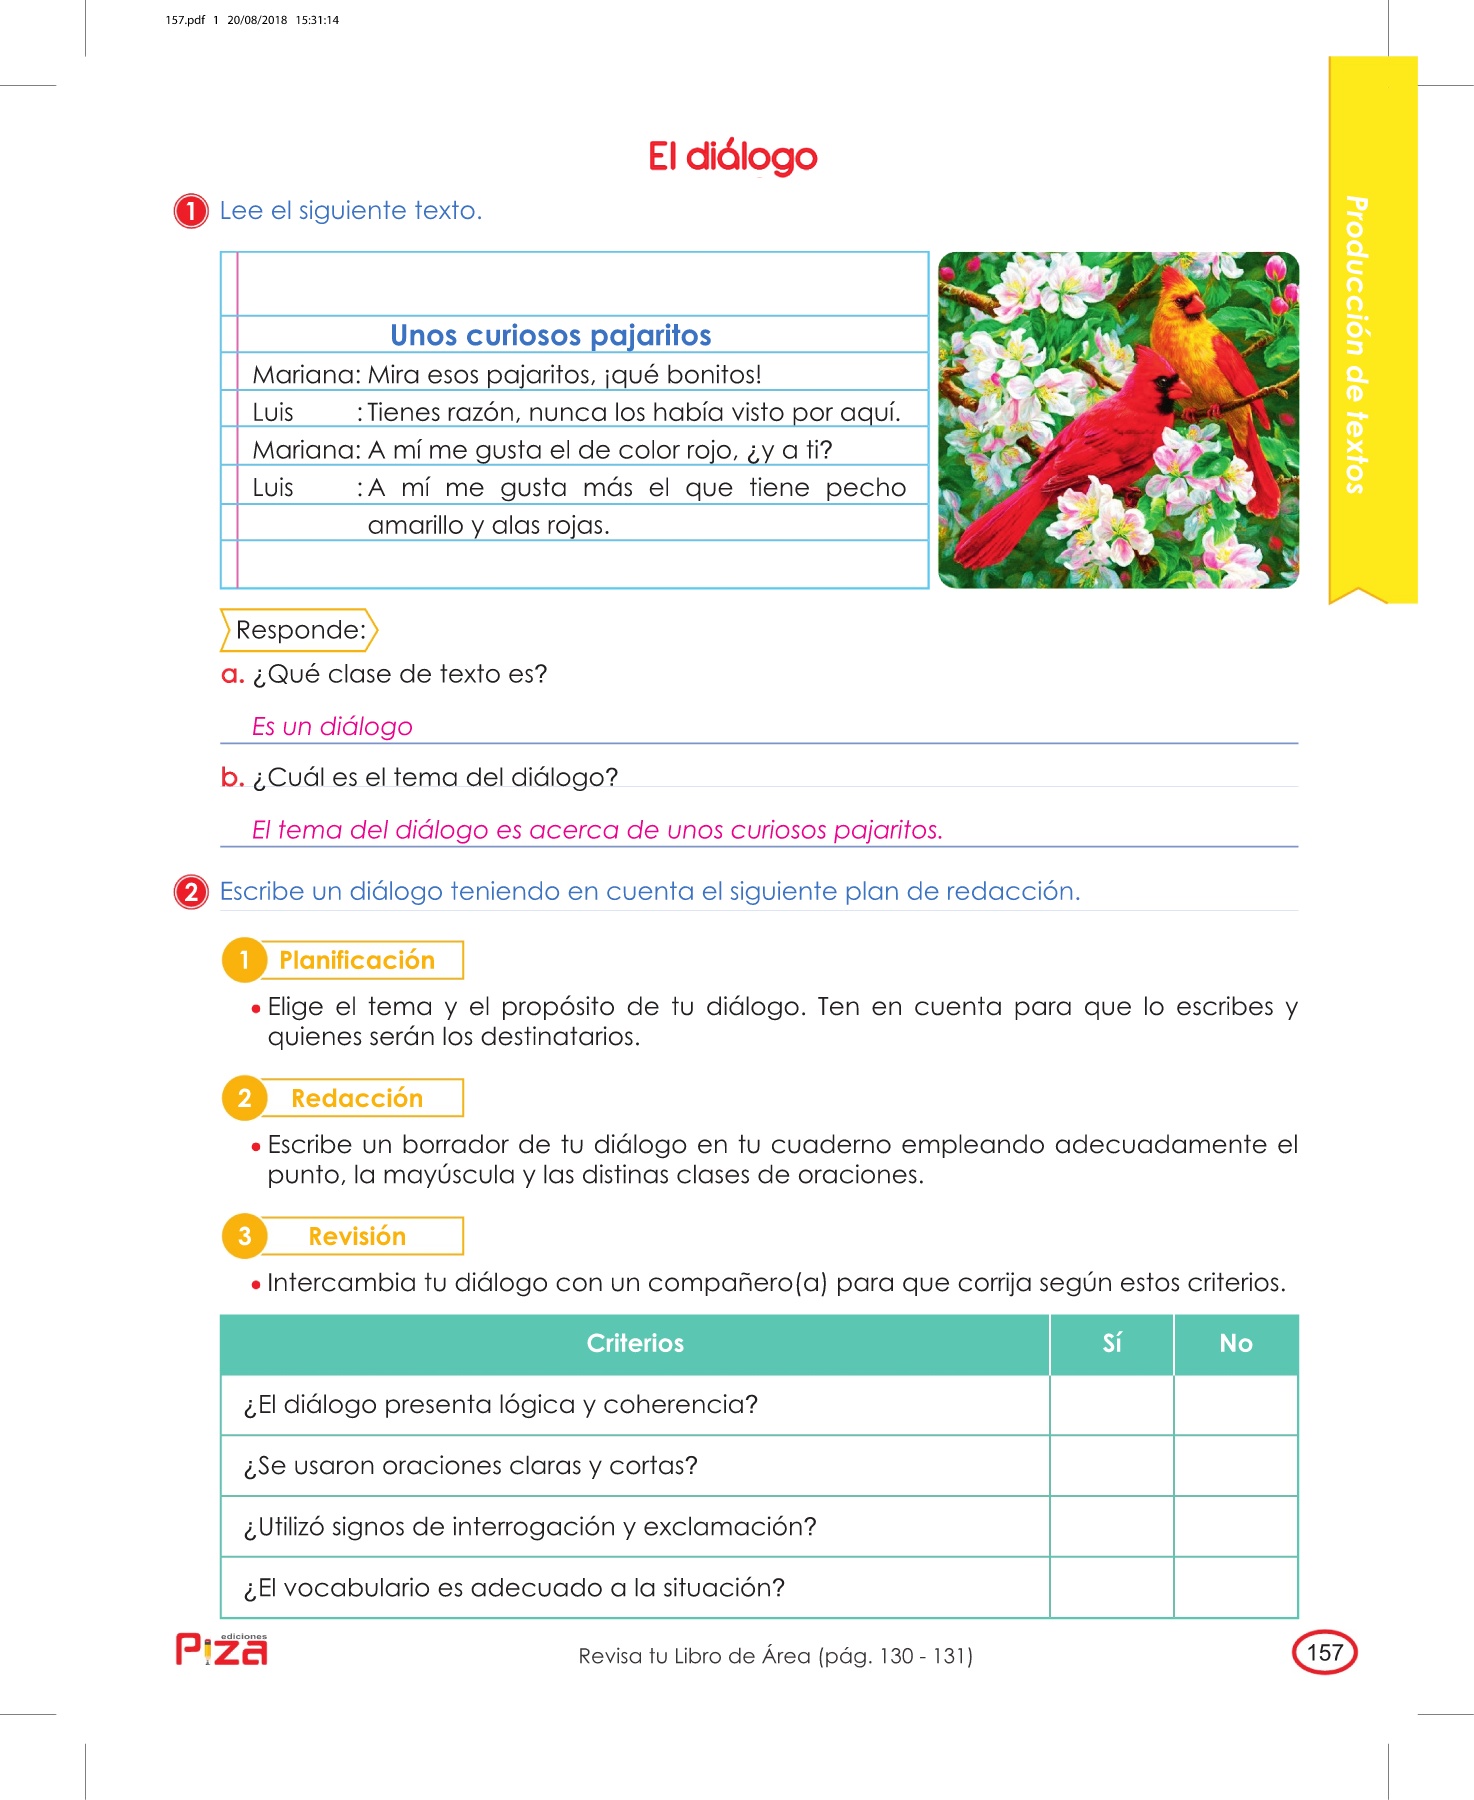 157.pdf 1 20/08/2018 15:31:14
El diálogo
1 Lee el siguiente texto.
Unos curiosos pajaritos
Mariana: Mira esos pajaritos, ¡qué bonitos!
Luis : Tienes razón, nunca los había visto por aquí.
Mariana: A mí me gusta el de color rojo, ¿y a ti?
Luis : A mí me gusta más el que tiene pecho
amarillo y alas rojas.
Producción de textos
Responde:
a. ¿Qué clase de texto es?
Es un diálogo
b. ¿Cuál es el tema del diálogo?
El tema del diálogo es acerca de unos curiosos pajaritos.
2 Escribe un diálogo teniendo en cuenta el siguiente plan de redacción.
1 Planificación
• Elige el tema y el propósito de tu diálogo. Ten en cuenta para que lo escribes y
quienes serán los destinatarios.
2 Redacción
• Escribe un borrador de tu diálogo en tu cuaderno empleando adecuadamente el
punto, la mayúscula y las distinas clases de oraciones.
3 Revisión
• Intercambia tu diálogo con un compañero(a) para que corrija según estos criterios.
Criterios Sí No
¿El diálogo presenta lógica y coherencia?
¿Se usaron oraciones claras y cortas?
¿Utilizó signos de interrogación y exclamación?
¿El vocabulario es adecuado a la situación?
ediciones
Piza
Revisa tu Libro de Área (pág. 130 - 131)
157